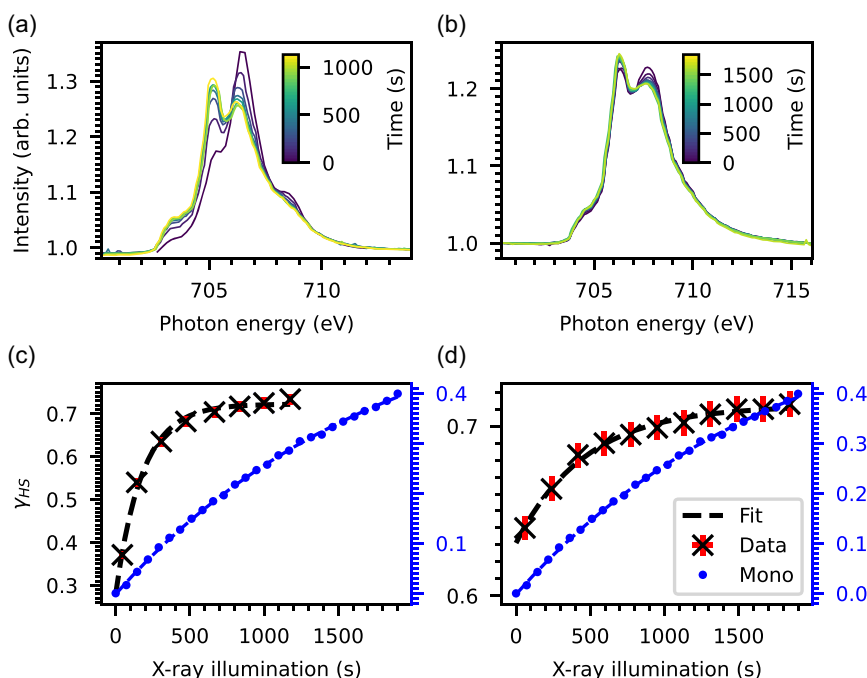 (a)
(b)
Intensity (arb. units)
1.3
1.2
1.1
1.0
1000
500
0
Time (s)
705
710
Photon energy (eV)
1.2
1.1
1.0
1500
1000
500
0
Time (s)
705
710
715
Photon energy (eV)
(c)
(d)
γHS
0.7
0.6
0.5
0.4
0.3
0.4
0.1
0
500
1000
1500
X-ray illumination (s)
0.7
0.6
0.4
0.3
0.2
0.1
0.0
Fit
Data
Mono
0
500
1000
1500
X-ray illumination (s)